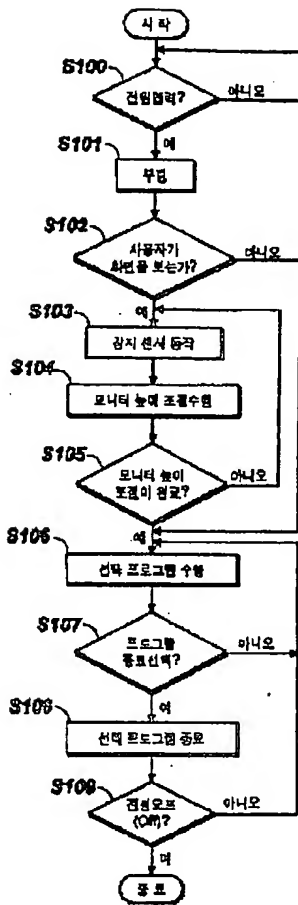 시 작
S100
전원입력?
아니오
예
S101
부팅
S102
사용자가
화면을 보는가?
아니오
예
S103
감지 센서 동작
S104
모니터 높이 조절수행
S105
모니터 높이
조절이 완료?
아니오
예
S106
선택 프로그램 수행
S107
프로그램
종료선택?
아니오
예
S108
선택 프로그램 종료
S109
전원오프
(Off)?
아니오
예
종 료